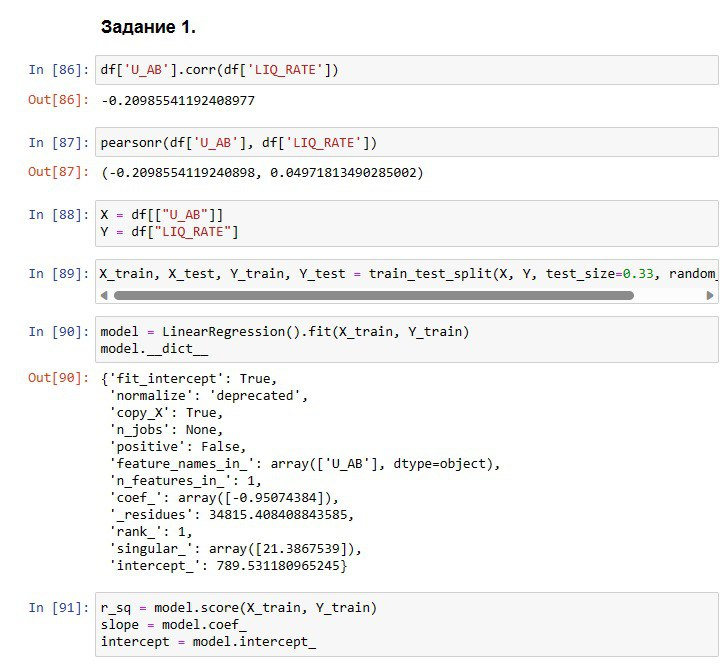 Задание 1.
In [86]: df['U_AB'].corr(df['LIQ_RATE'])
Out[86]: -0.20985541192408977
In [87]: pearsonr(df['U_AB'], df['LIQ_RATE'])
Out[87]: (-0.2098554119240898, 0.04971813490285002)
In [88]: X = df[["U_AB"]]
Y = df["LIQ_RATE"]
In [89]: X_train, X_test, Y_train, Y_test = train_test_split(X, Y, test_size=0.33, random_
In [90]: model = LinearRegression().fit(X_train, Y_train)
model.__dict__
Out[90]: {'fit_intercept': True,
'normalize': 'deprecated',
'copy_X': True,
'n_jobs': None,
'positive': False,
'feature_names_in_': array(['U_AB'], dtype=object),
'n_features_in_': 1,
'coef_': array([-0.95074384]),
'_residues': 34815.408408843585,
'rank_': 1,
'singular_': array([21.3867539]),
'intercept_': 789.531180965245}
In [91]: r_sq = model.score(X_train, Y_train)
slope = model.coef_
intercept = model.intercept_